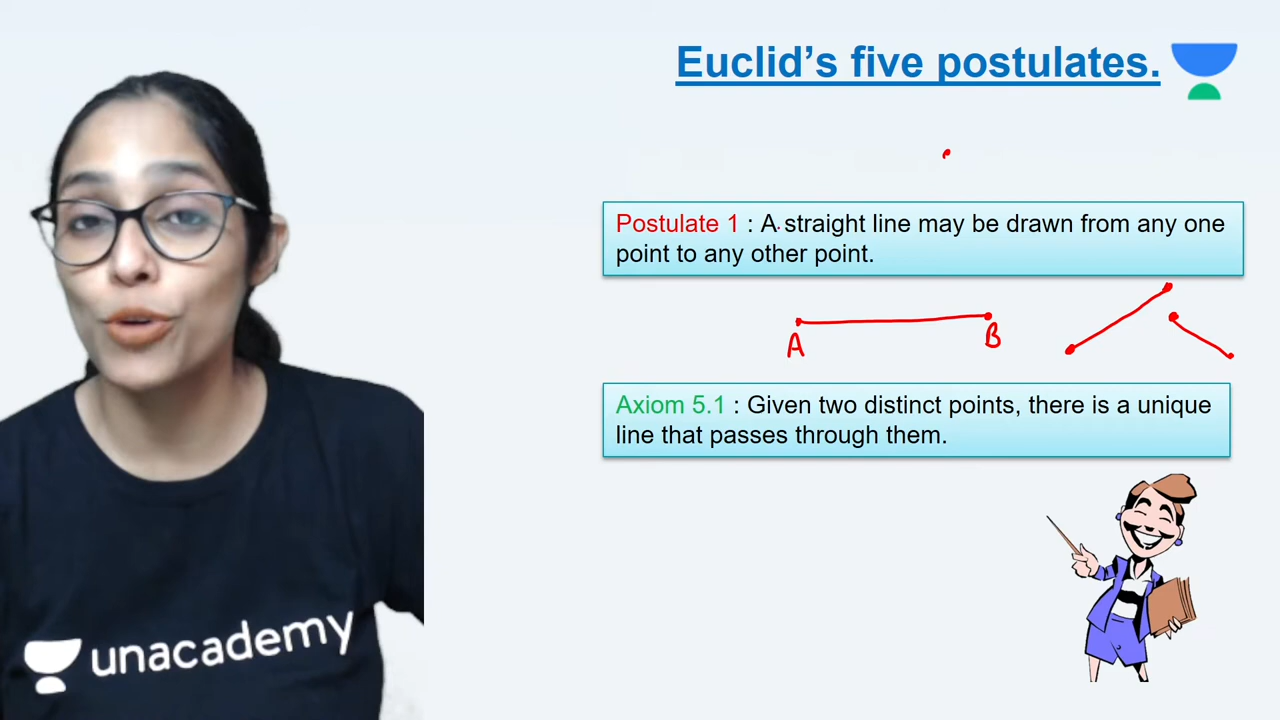 Euclid's five postulates.
Postulate 1 : A straight line may be drawn from any one
point to any other point.
A B
Axiom 5.1 : Given two distinct points, there is a unique
line that passes through them.
unacademy